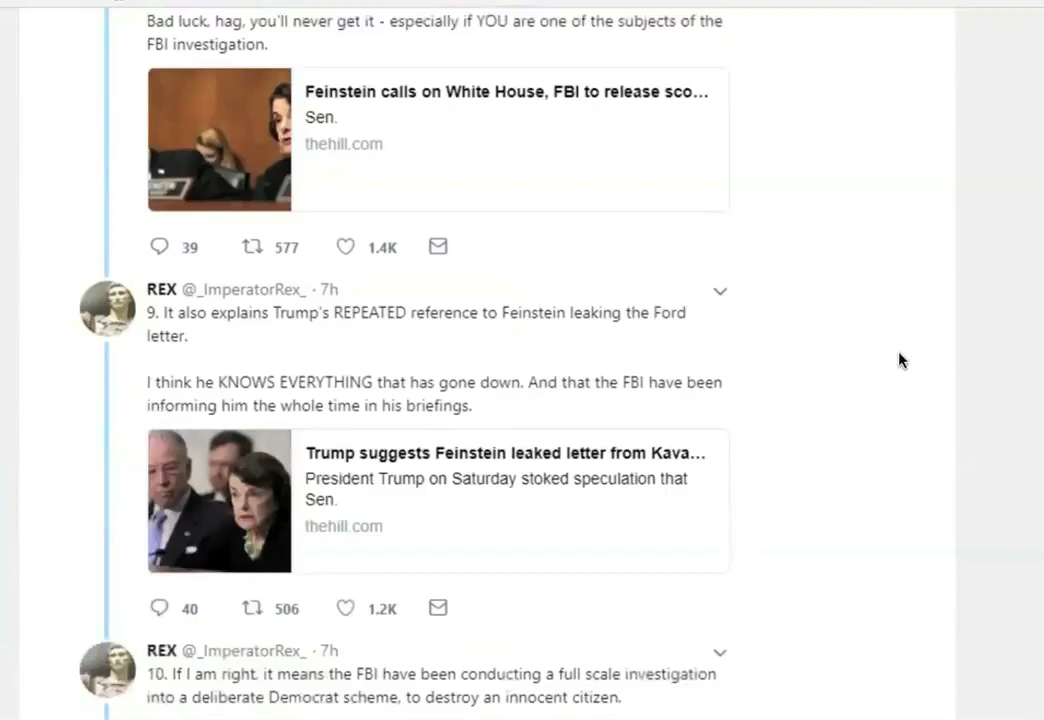 Bad luck, hag, you'll never get it - especially if YOU are one of the subjects of the
FBI investigation.
Feinstein calls on White House, FBI to release sco...
Sen.
thehill.com
39 577 1.4K
REX @_ImperatorRex_ · 7h
9. It also explains Trump's REPEATED reference to Feinstein leaking the Ford
letter.
I think he KNOWS EVERYTHING that has gone down. And that the FBI have been
informing him the whole time in his briefings.
Trump suggests Feinstein leaked letter from Kava...
President Trump on Saturday stoked speculation that
Sen.
thehill.com
40 506 1.2K
REX @_ImperatorRex_ · 7h
10. If I am right, it means the FBI have been conducting a full scale investigation
into a deliberate Democrat scheme, to destroy an innocent citizen.